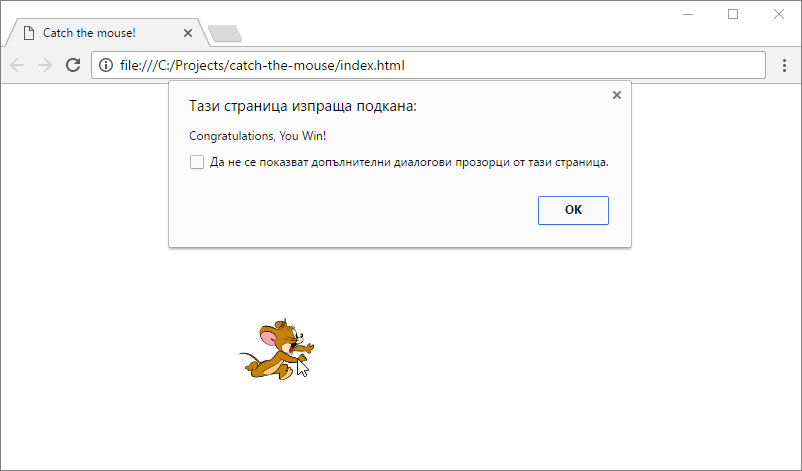 Catch the mouse!
file:///C:/Projects/catch-the-mouse/index.html
Тази страница изпраща подкана:
Congratulations, You Win!
Да не се показват допълнителни диалогови прозорци от тази страница.
OK